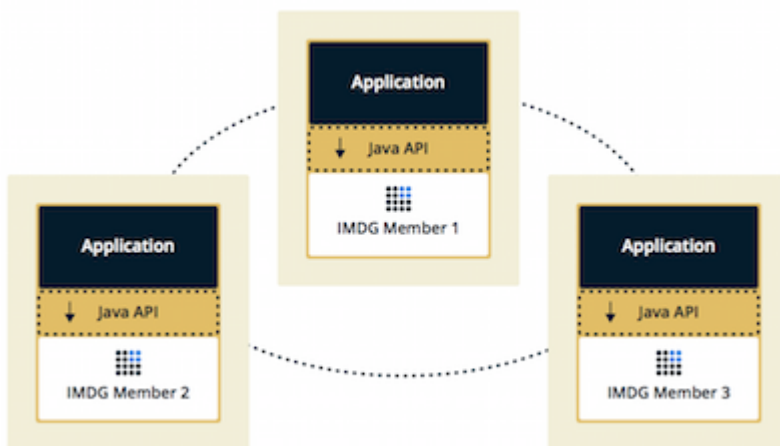 Application
Java API
IMDG Member 1
Application
Java API
IMDG Member 2
Application
Java API
IMDG Member 3